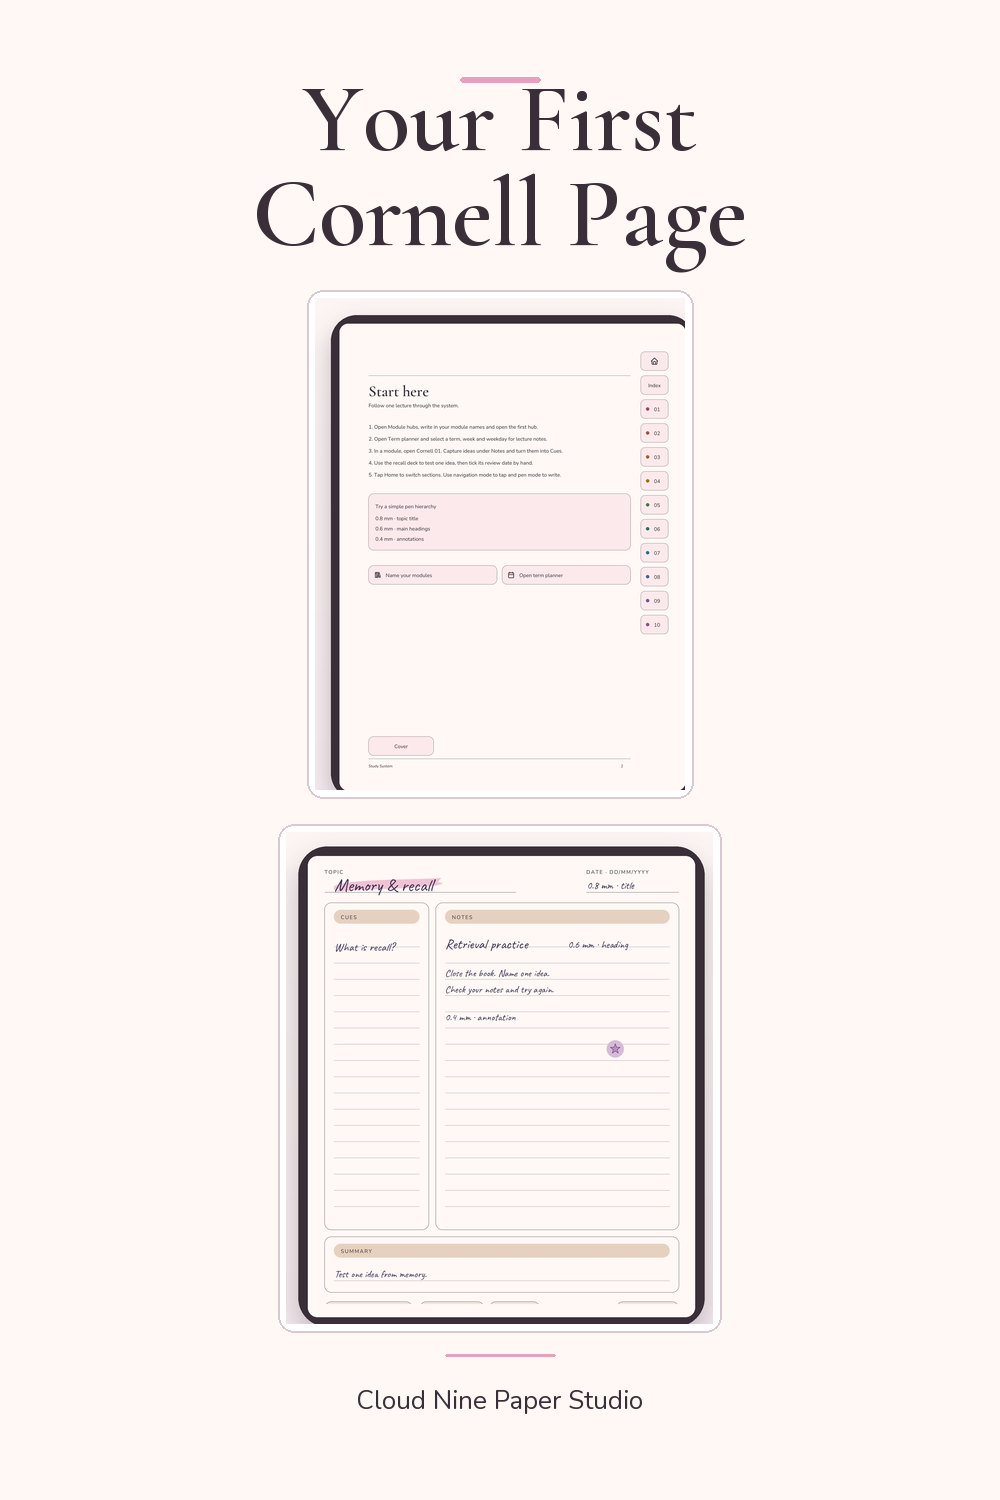 Your First
Cornell Page
Index
Start here
01
Follow one lecture through the system.
02
1. Open Module hubs, write in your module names and open the first hub.
2. Open Term planner and select a term, week and weekday for lecture notes.
3. In a module, open Cornell 01. Capture ideas under Notes and turn them into Cues.
4. Use the recall deck to test one idea, then tick its review date by hand.
5. Tap Home to switch sections. Use navigation mode to tap and pen mode to write.
03
04
05
06
07
08
09
10
Try a simple pen hierarchy
0.8 mm · topic title
0.6 mm · main headings
0.4 mm · annotations
Name your modules
Open term planner
Cover
Study System
2
TOPIC
Memory & recall
DATE · DD/MM/YYYY
0.8 mm · title
CUES
What is recall?
NOTES
Retrieval practice
0.6 mm · heading
Close the book. Name one idea.
Check your notes and try again.
0.4 mm · annotation
SUMMARY
Test one idea from memory.
Cloud Nine Paper Studio